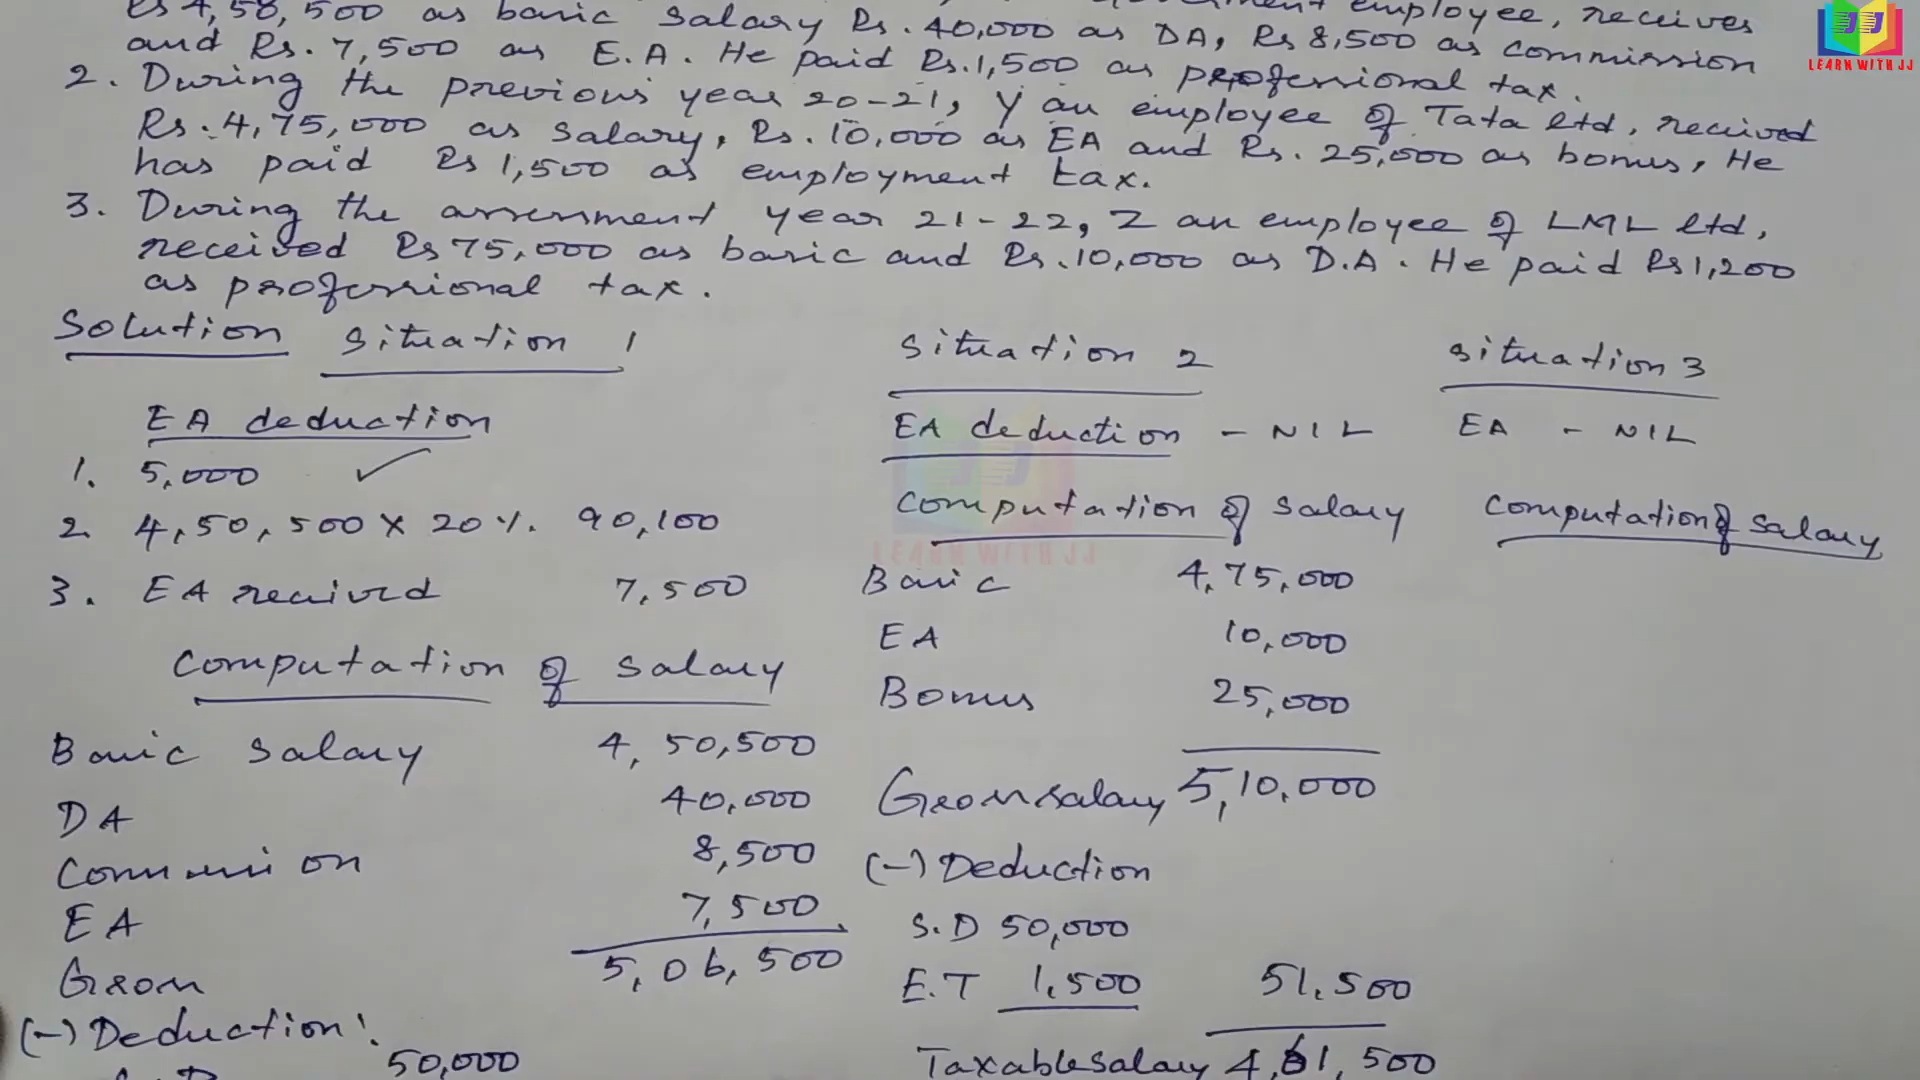 Rs 4,50,500 as basic salary Rs. 40,000 as DA, Rs 8,500 as commission
employee, receives
and Rs. 7,500 as E.A. He paid Rs.1,500 as professional tax.
2. During the previous year 20-21, Y an employee of Tata ltd, received
Rs. 4,75,000 as salary, Rs. 10,000 as EA and Rs. 25,000 as bonus, He
has paid Rs 1,500 as employment tax.
3. During the assessment year 21-22, Z an employee of LML ltd,
received Rs 75,000 as basic and Rs.10,000 as D.A. He paid Rs1,200
as professional tax.
Solution Situation 1
EA deduction
1. 5,000 ✓
2. 4,50,500 x 20%. 90,100
3. EA received 7,500
Computation of salary
Basic salary 4,50,500
DA 40,000
Commission 8,500
EA 7,500
Gross 5,06,500
(-) Deduction:
S.D 50,000
Situation 2
EA deduction - NIL
Computation of salary
Basic 4,75,000
EA 10,000
Bonus 25,000
Gross salary 5,10,000
(-) Deduction
S.D 50,000
E.T 1,500 51,500
Taxable salary 4,61,500
Situation 3
EA - NIL
Computation of salary
LEARN WITH JJ
LEARN WITH JJ